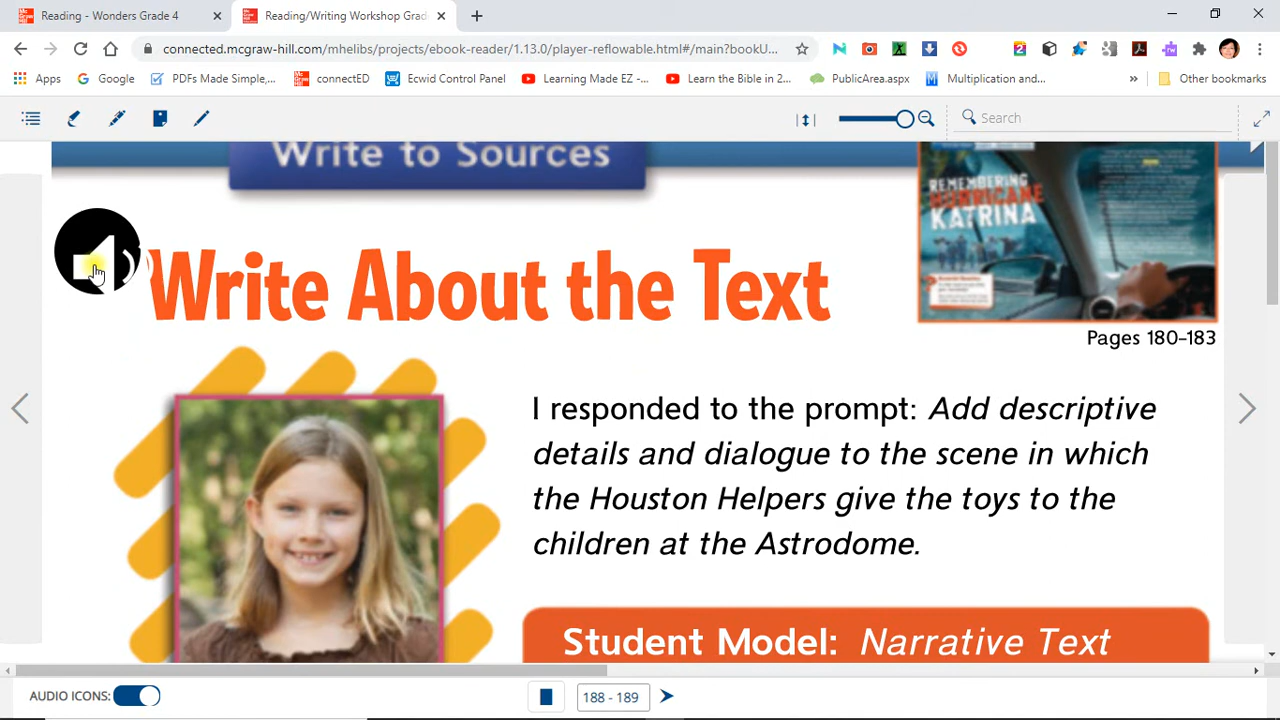 Reading - Wonders Grade 4
Reading/Writing Workshop Grad
connected.mcgraw-hill.com/mhelibs/projects/ebook-reader/1.13.0/player-reflowable.html#/main?bookU...
Apps Google PDFs Made Simple,... connectED Ecwid Control Panel Learning Made EZ -... Learn the Bible in 2... PublicArea.aspx Multiplication and... » Other bookmarks
Search
Write to Sources
REMEMBERING
HURRICANE
KATRINA
Write About the Text
Pages 180–183
I responded to the prompt: Add descriptive
details and dialogue to the scene in which
the Houston Helpers give the toys to the
children at the Astrodome.
Student Model: Narrative Text
AUDIO ICONS:
188 - 189